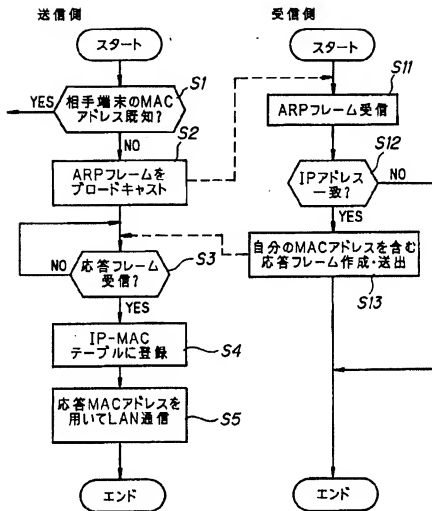 送信側
スタート
S1
相手端末のMAC
アドレス既知？
YES
NO
S2
ARPフレームを
ブロードキャスト
応答フレーム
受信？
S3
NO
YES
IP-MAC
テーブルに登録
S4
応答MACアドレスを
用いてLAN通信
S5
エンド
受信側
スタート
S11
ARPフレーム受信
S12
IPアドレス
一致？
NO
YES
自分のMACアドレスを含む
応答フレーム作成・送出
S13
エンド